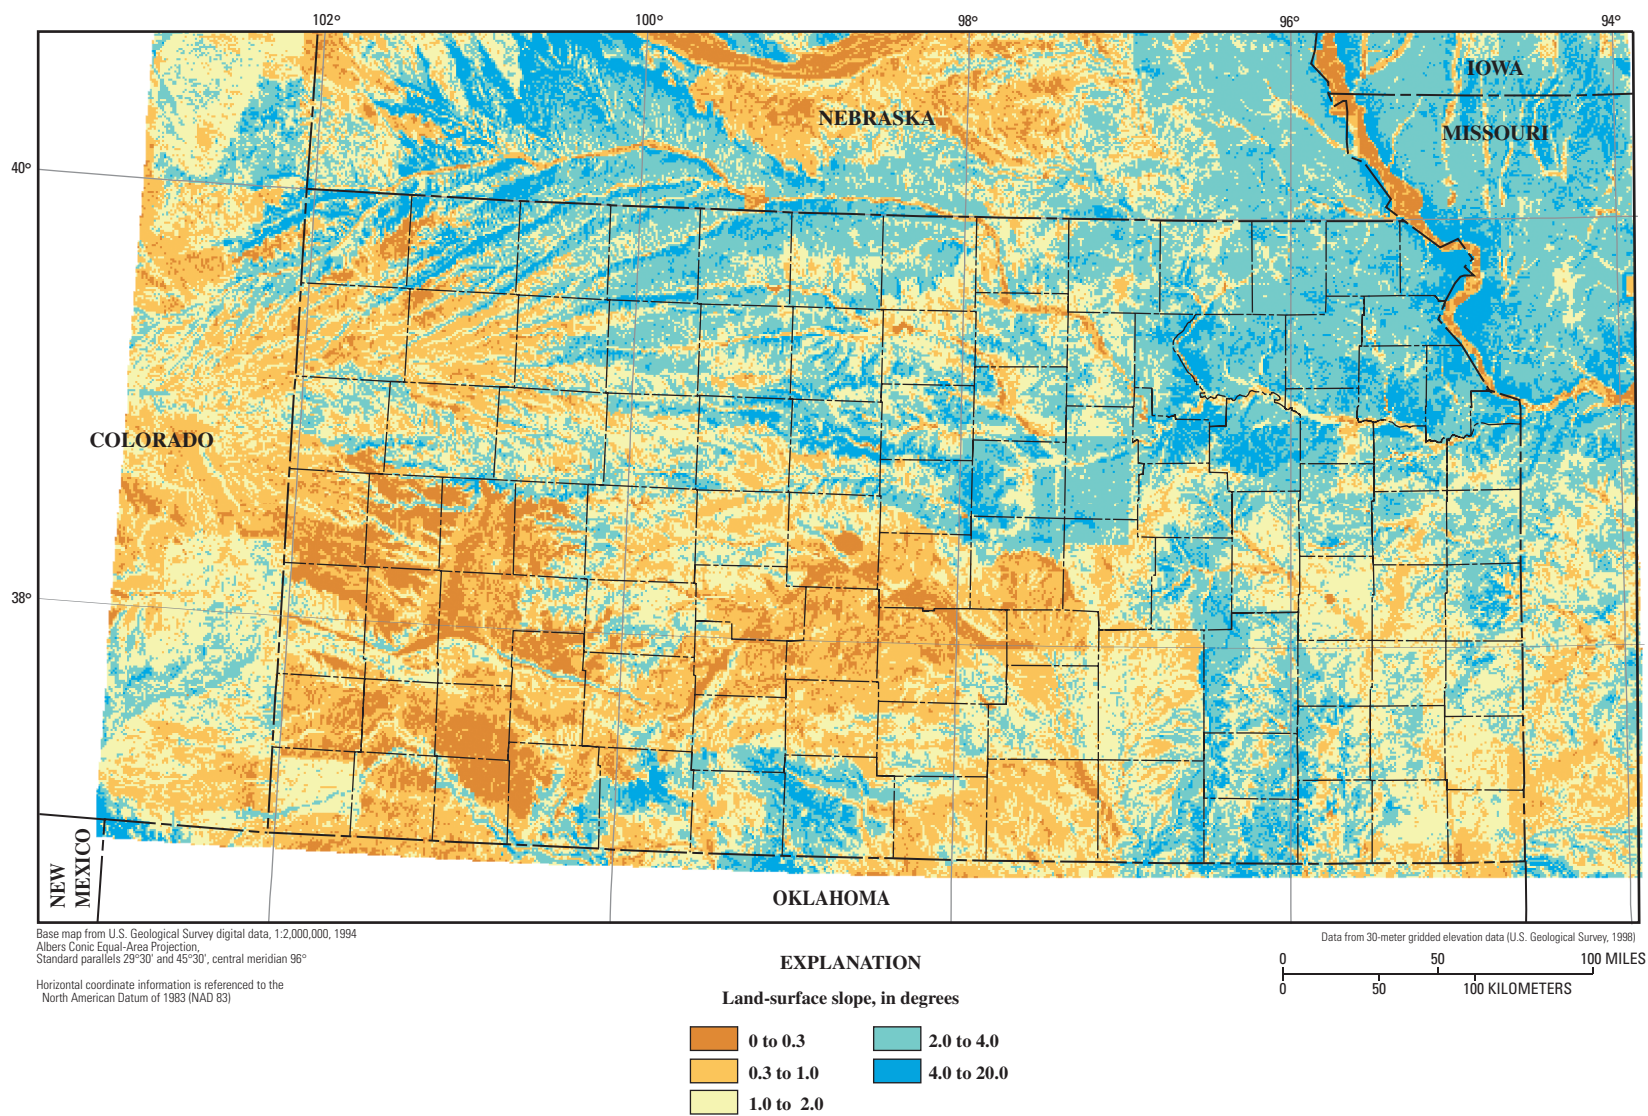 102°
100°
98°
96°
94°
IOWA
NEBRASKA
MISSOURI
40°
COLORADO
38°
NEW
MEXICO
OKLAHOMA
Base map from U.S. Geological Survey digital data, 1:2,000,000, 1994
Albers Conic Equal-Area Projection,
Standard parallels 29°30' and 45°30', central meridian 96°
Horizontal coordinate information is referenced to the
North American Datum of 1983 (NAD 83)
Data from 30-meter gridded elevation data (U.S. Geological Survey, 1998)
0 50 100 MILES
0 50 100 KILOMETERS
EXPLANATION
Land-surface slope, in degrees
0 to 0.3
0.3 to 1.0
1.0 to 2.0
2.0 to 4.0
4.0 to 20.0